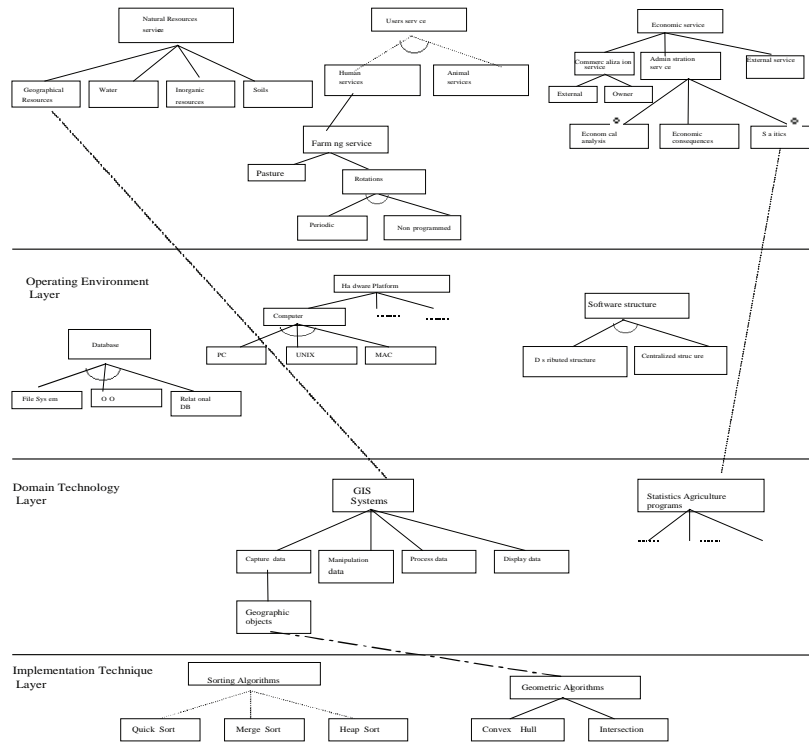 Natural Resources
service
Users serv ce
Economic service
Geographical
Resources
Water
Inorganic
resources
Soils
Human
services
Animal
services
Commerc aliza ion
service
Admin stration
serv ce
External service
External
Owner
Econom cal
analysis
Economic
consequences
S a itics
Farm ng service
Pasture
Rotations
Periodic
Non programmed
Operating Environment
Layer
Ha dware Platform
Computer
PC
UNIX
MAC
Software structure
D s ributed structure
Centralized struc ure
Database
File Sys em
O O
Relat onal
DB
Domain Technology
Layer
GIS
Systems
Statistics Agriculture
programs
Capture data
Manipulation
data
Process data
Display data
Geographic
objects
Implementation Technique
Layer
Sorting Algorithms
Quick Sort
Merge Sort
Heap Sort
Geometric Algorithms
Convex Hull
Intersection